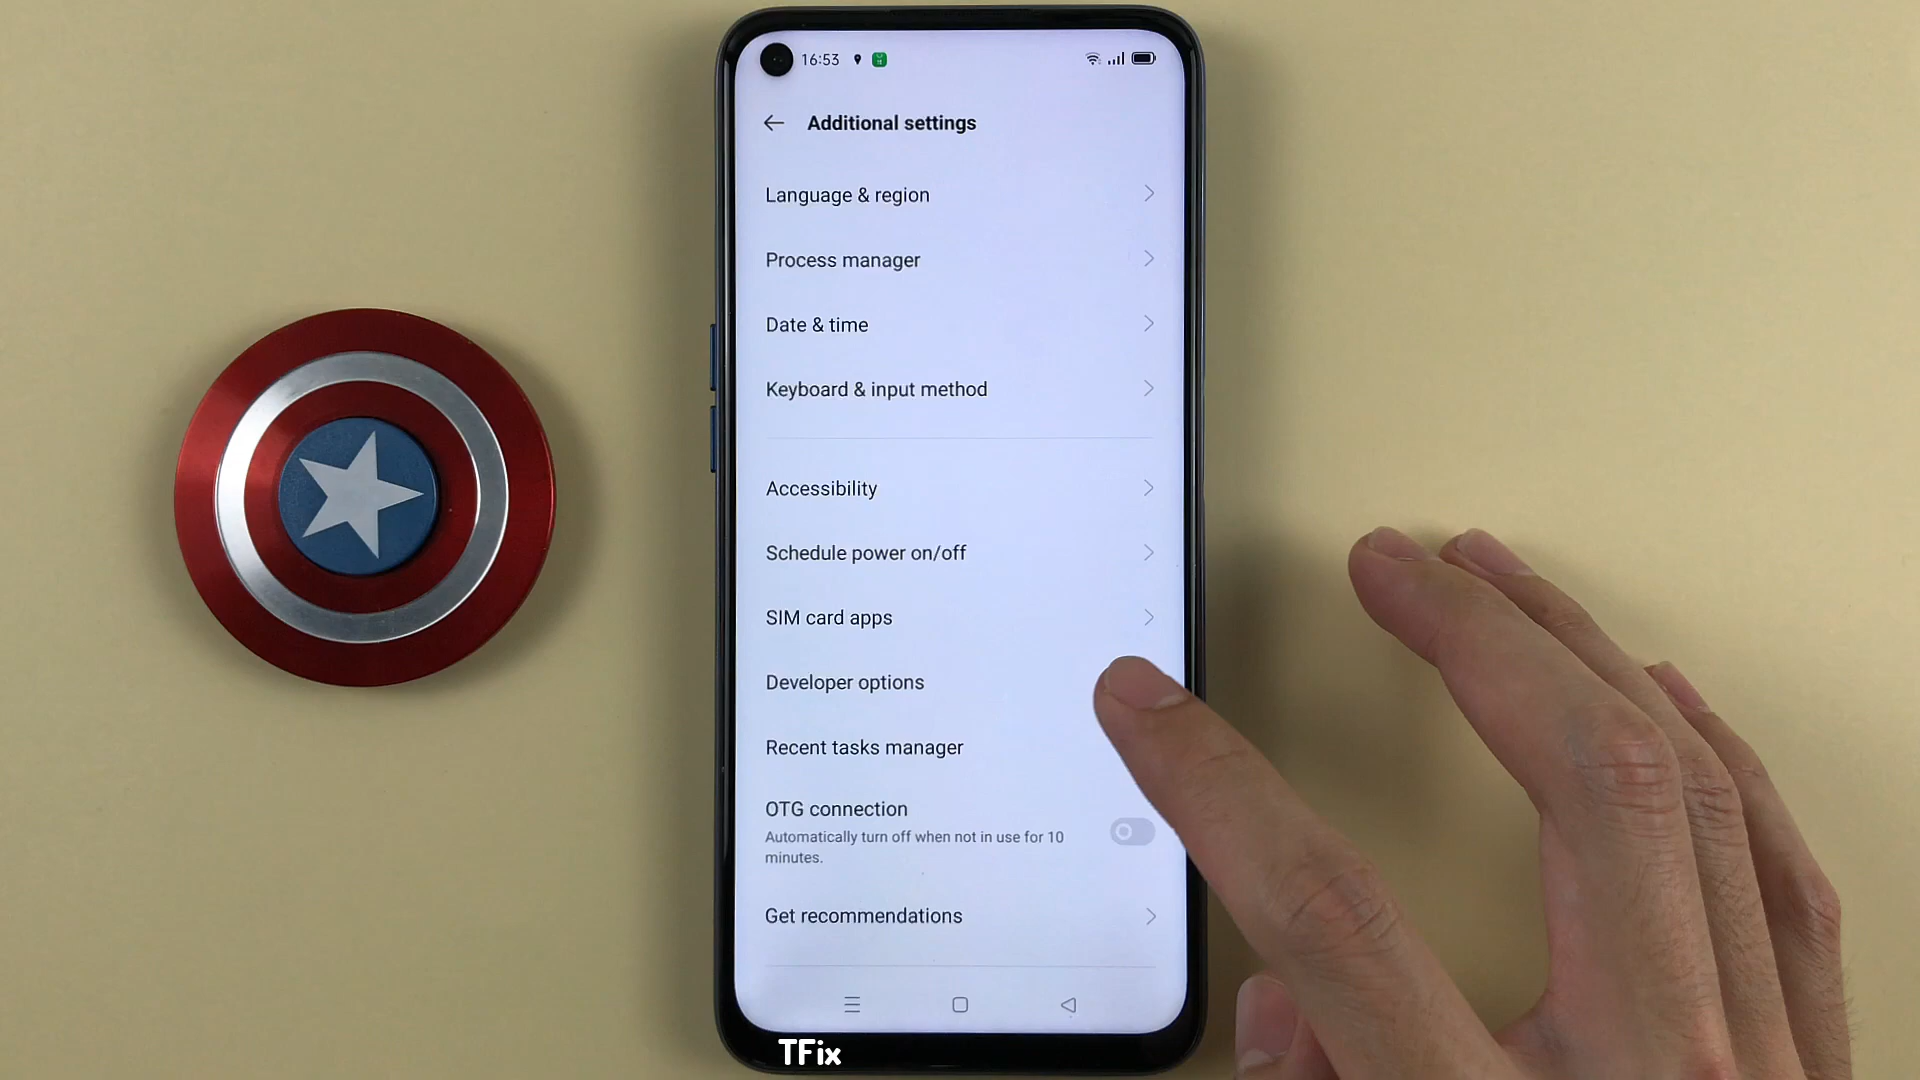 16:53
Additional settings
Language & region
Process manager
Date & time
Keyboard & input method
Accessibility
Schedule power on/off
SIM card apps
Developer options
Recent tasks manager
OTG connection
Automatically turn off when not in use for 10
minutes.
Get recommendations
TFix